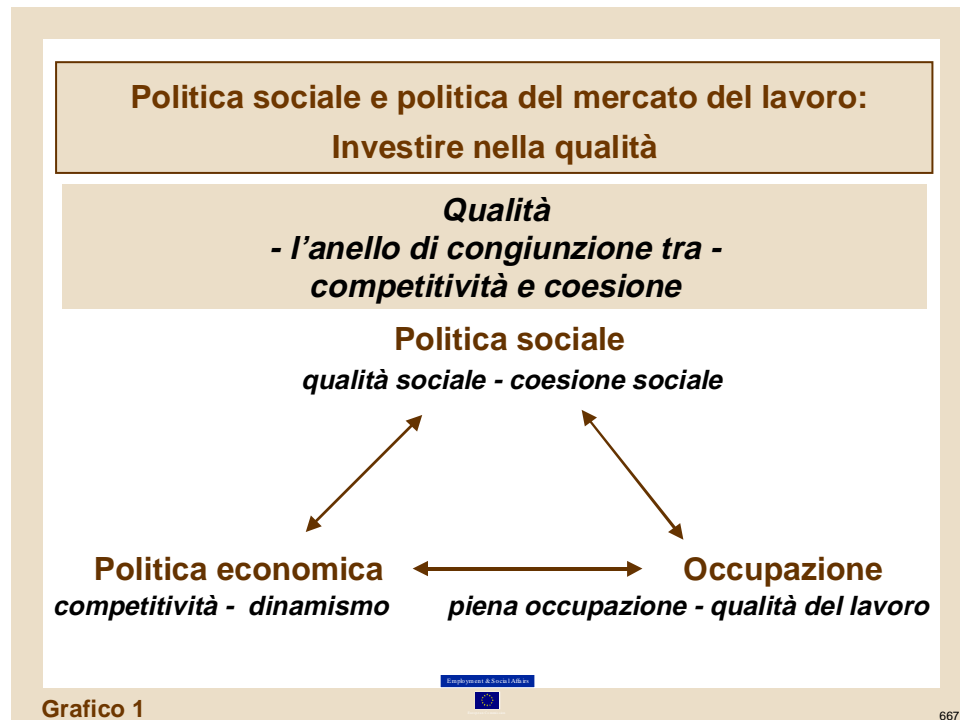 Politica sociale e politica del mercato del lavoro:
Investire nella qualità
Qualità
- l'anello di congiunzione tra -
competitività e coesione
Politica sociale
qualità sociale - coesione sociale
Politica economica
Occupazione
competitività - dinamismo
piena occupazione - qualità del lavoro
Employment & Social Affairs
Grafico 1
667